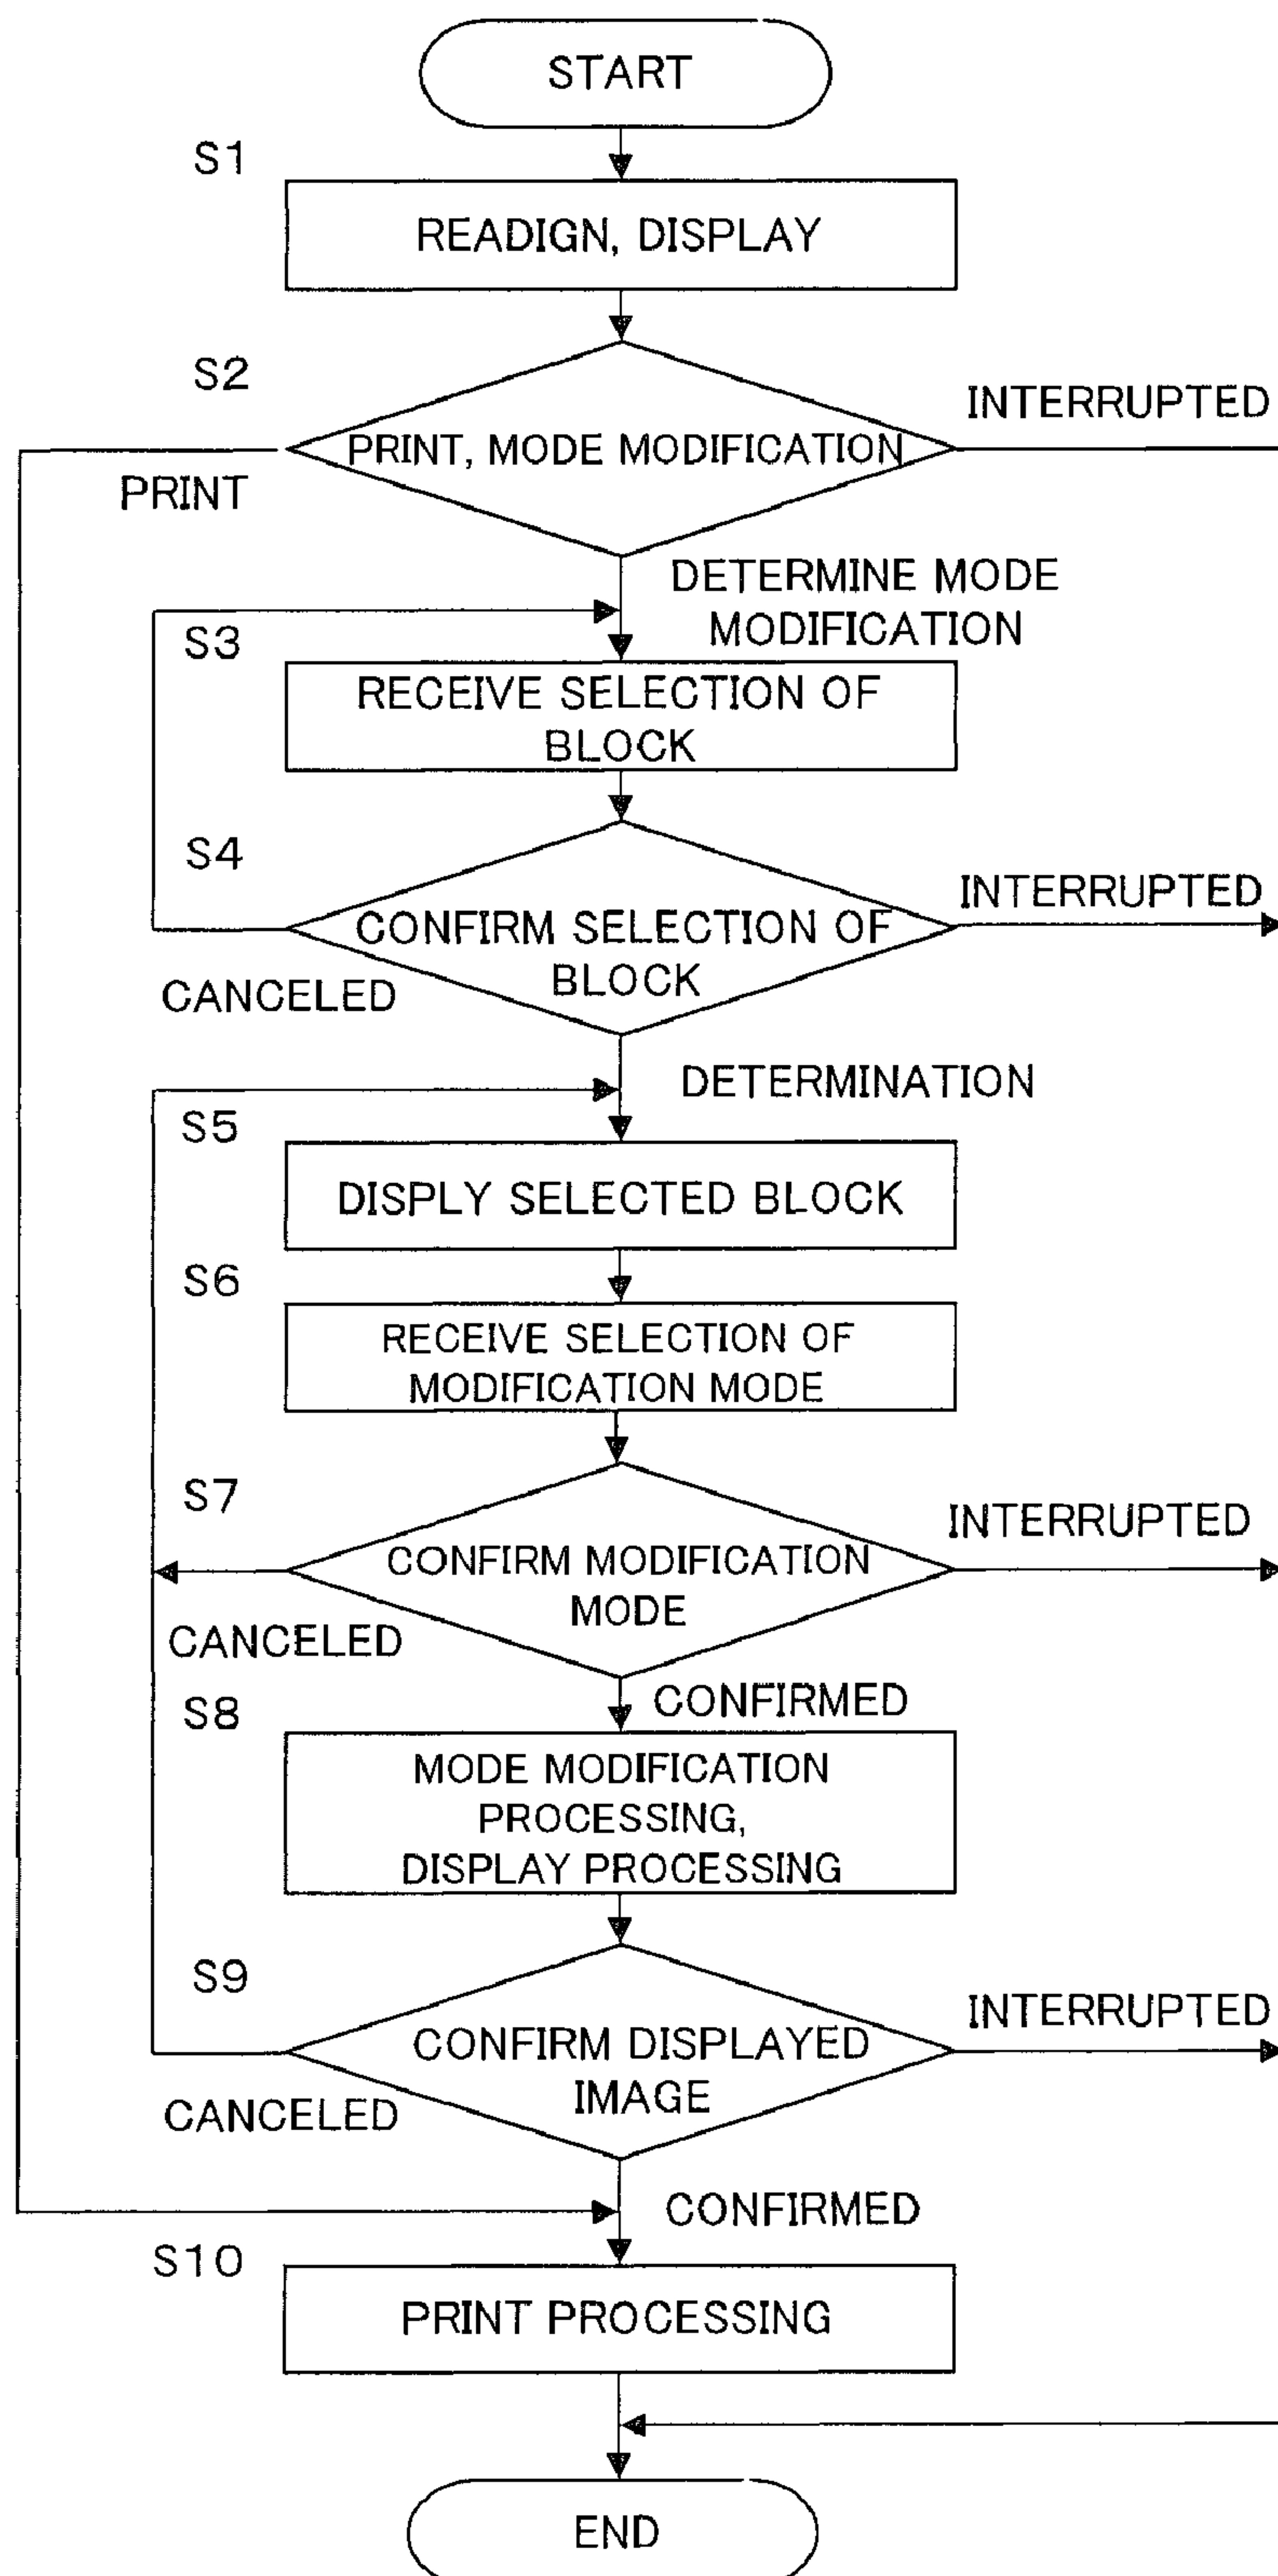 START
S1
READIGN, DISPLAY
S2
INTERRUPTED
PRINT, MODE MODIFICATION
PRINT
DETERMINE MODE
MODIFICATION
S3
RECEIVE SELECTION OF
BLOCK
S4
INTERRUPTED
CONFIRM SELECTION OF
BLOCK
CANCELED
DETERMINATION
S5
DISPLY SELECTED BLOCK
S6
RECEIVE SELECTION OF
MODIFICATION MODE
S7
INTERRUPTED
CONFIRM MODIFICATION
MODE
CANCELED
CONFIRMED
S8
MODE MODIFICATION
PROCESSING,
DISPLAY PROCESSING
S9
INTERRUPTED
CONFIRM DISPLAYED
IMAGE
CANCELED
CONFIRMED
S10
PRINT PROCESSING
END